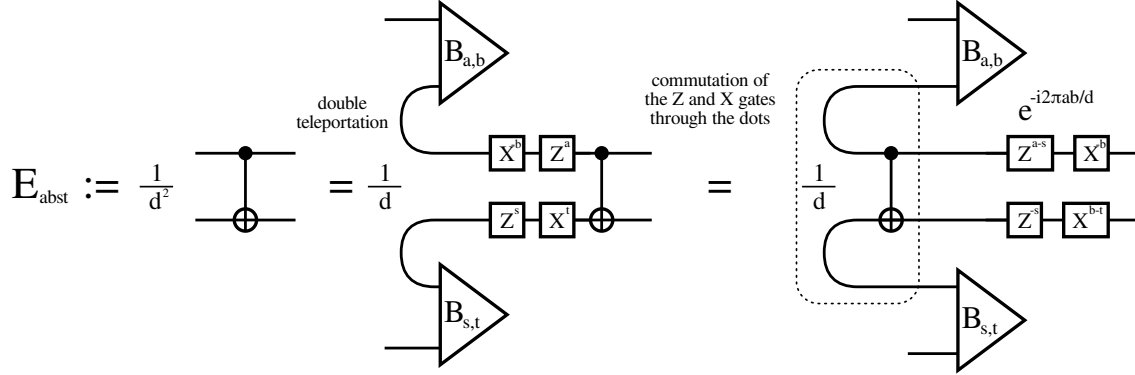 E_abst := 1/d²
= 1/d
double
teleportation
B_a,b
X^b Z^a
Z^s X^t
B_s,t
=
commutation of
the Z and X gates
through the dots
1/d
B_a,b
e^-i2πab/d
Z^a-s X^b
Z^-s X^b-t
B_s,t